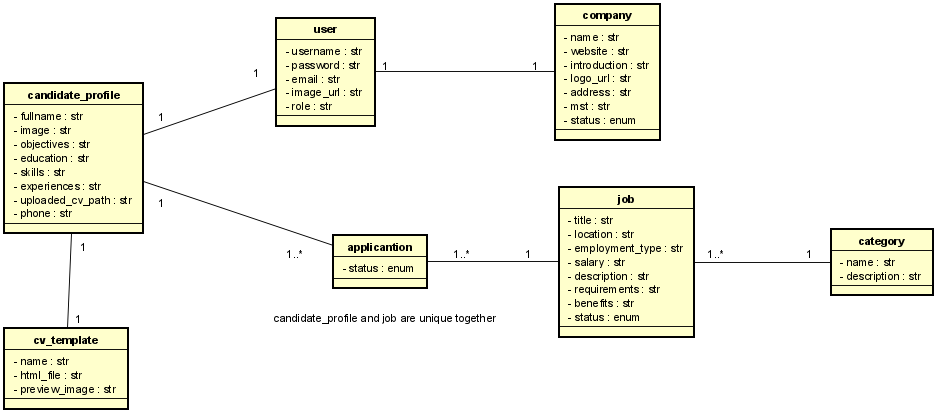 user
- username : str
- password : str
- email : str
- image_url : str
- role : str
1
1
company
- name : str
- website : str
- introduction : str
- logo_url : str
- address : str
- mst : str
- status : enum
1
1
candidate_profile
- fullname : str
- image : str
- objectives : str
- education : str
- skills : str
- experiences : str
- uploaded_cv_path : str
- phone : str
1
1..*
applicantion
- status : enum
1..*
1
job
- title : str
- location : str
- employment_type : str
- salary : str
- description : str
- requirements : str
- benefits : str
- status : enum
1..*
1
category
- name : str
- description : str
candidate_profile and job are unique together
1
1
cv_template
- name : str
- html_file : str
- preview_image : str